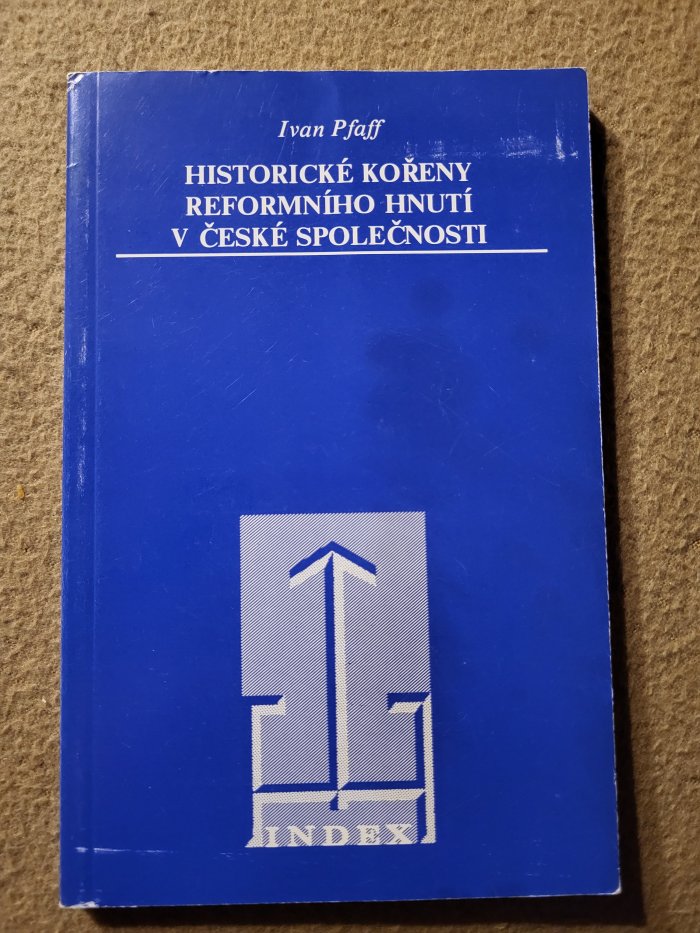 Ivan Pfaff
HISTORICKÉ KOŘENY
REFORMNÍHO HNUTÍ
V ČESKÉ SPOLEČNOSTI
INDEX